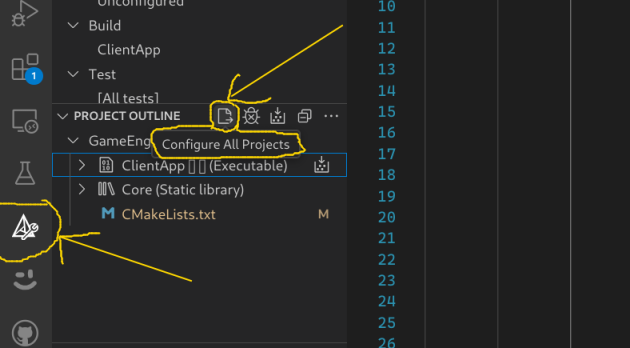 Unconfigured
Build
ClientApp
Test
[All tests]
PROJECT OUTLINE
GameEng
Configure All Projects
ClientApp (Executable)
Core (Static library)
CMakeLists.txt M
1
10
11
12
13
14
15
16
17
18
19
20
21
22
23
24
25
26